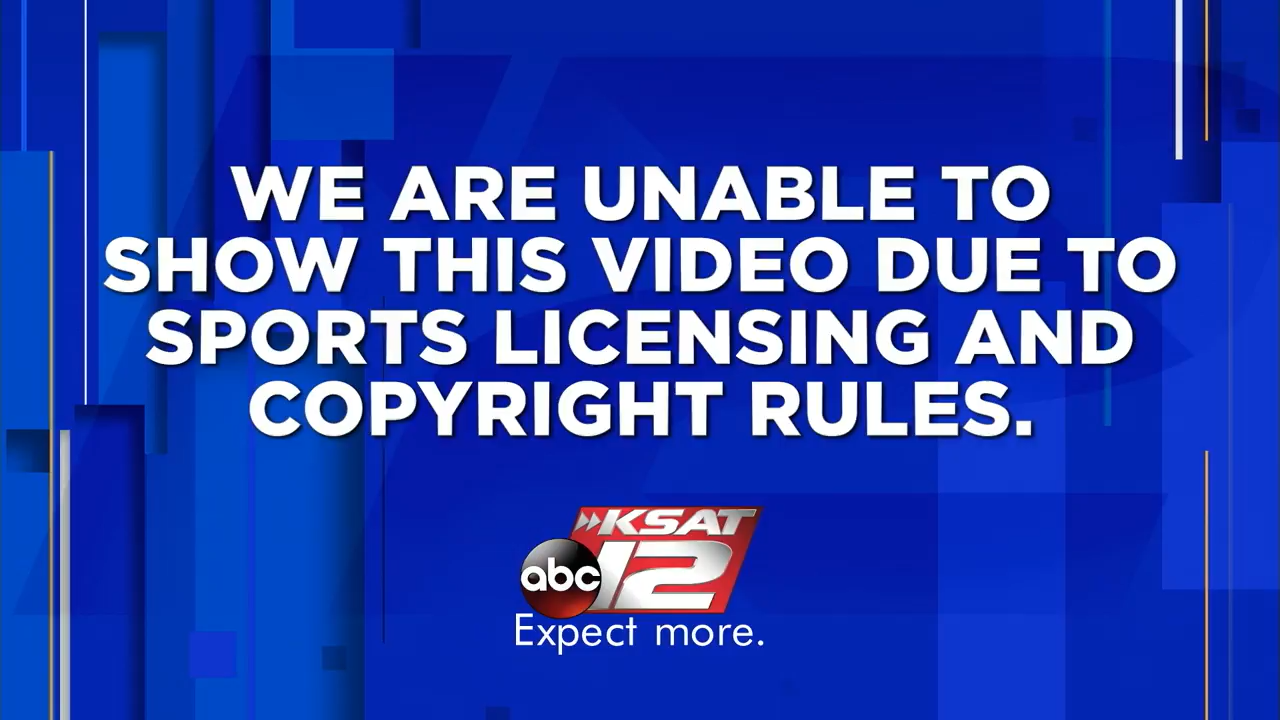 WE ARE UNABLE TO
SHOW THIS VIDEO DUE TO
SPORTS LICENSING AND
COPYRIGHT RULES.
KSAT
abc 12
Expect more.